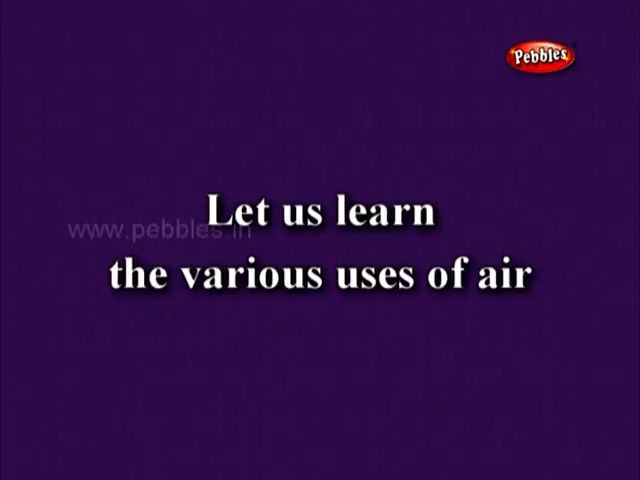 Pebbles
Let us learn
www.pebbles.in
the various uses of air